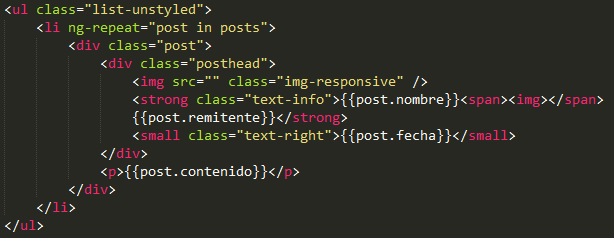 <ul class="list-unstyled">
<li ng-repeat="post in posts">
<div class="post">
<div class="posthead">
<img src="" class="img-responsive" />
<strong class="text-info">{{post.nombre}}<span><img></span>
{{post.remitente}}</strong>
<small class="text-right">{{post.fecha}}</small>
</div>
<p>{{post.contenido}}</p>
</div>
</li>
</ul>